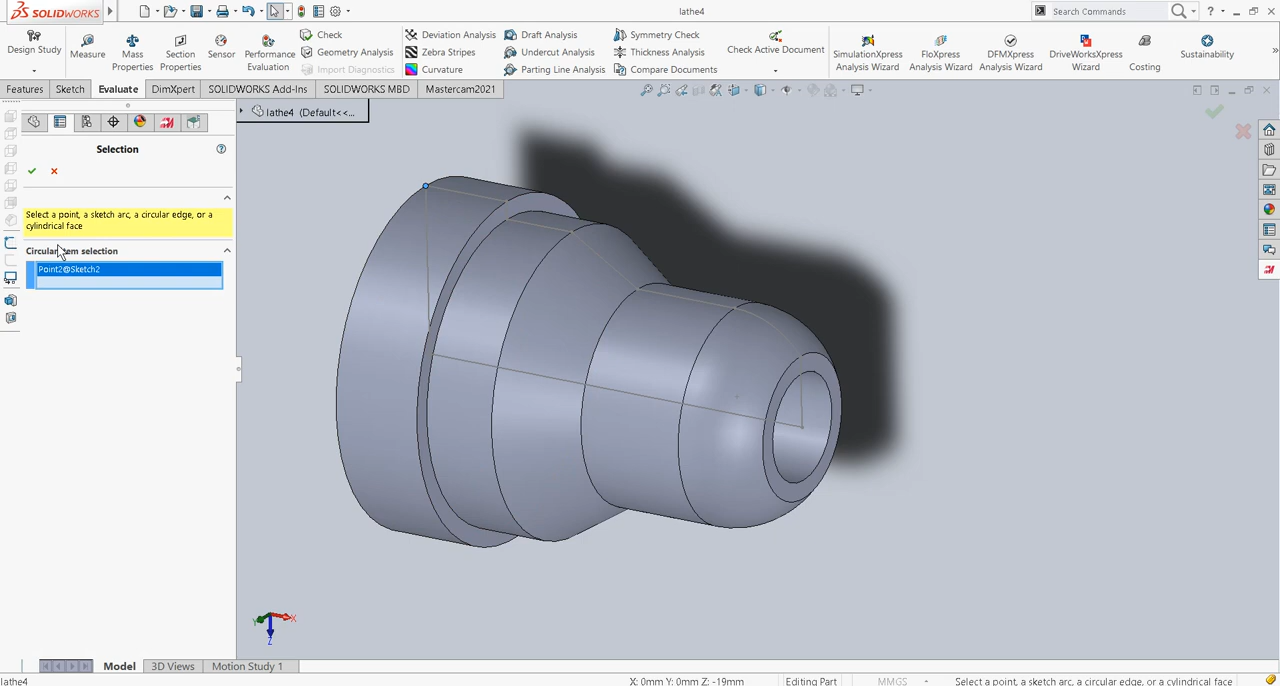 SOLIDWORKS
lathe4
Search Commands
Design Study
Measure
Mass Properties
Section Properties
Sensor
Performance Evaluation
Check
Geometry Analysis
Import Diagnostics
Deviation Analysis
Zebra Stripes
Curvature
Draft Analysis
Undercut Analysis
Parting Line Analysis
Symmetry Check
Thickness Analysis
Compare Documents
Check Active Document
SimulationXpress Analysis Wizard
FloXpress Analysis Wizard
DFMXpress Analysis Wizard
DriveWorksXpress Wizard
Costing
Sustainability
Features
Sketch
Evaluate
DimXpert
SOLIDWORKS Add-Ins
SOLIDWORKS MBD
Mastercam2021
lathe4 (Default<<...
Selection
Select a point, a sketch arc, a circular edge, or a
cylindrical face
Circular item selection
Point2@Sketch2
X
Y
Z
Model
3D Views
Motion Study 1
lathe4
X: 0mm Y: 0mm Z: -19mm
Editing Part
MMGS
Select a point, a sketch arc, a circular edge, or a cylindrical face